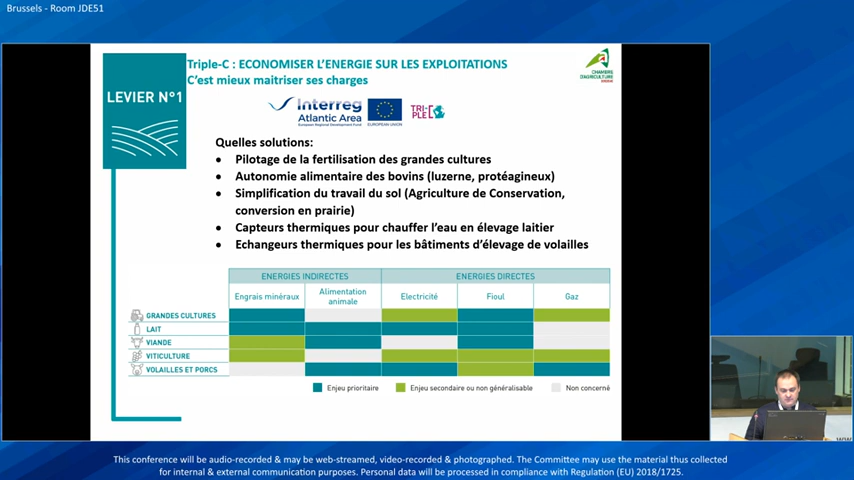 Brussels - Room JDE51
LEVIER N°1
Triple-C : ECONOMISER L'ENERGIE SUR LES EXPLOITATIONS
C'est mieux maitriser ses charges
CHAMBRE
D'AGRICULTURE
Interreg
Atlantic Area
European Regional Development Fund
EUROPEAN UNION
TRI-
PLE C
Quelles solutions:
• Pilotage de la fertilisation des grandes cultures
• Autonomie alimentaire des bovins (luzerne, protéagineux)
• Simplification du travail du sol (Agriculture de Conservation,
conversion en prairie)
• Capteurs thermiques pour chauffer l'eau en élevage laitier
• Echangeurs thermiques pour les bâtiments d'élevage de volailles
ENERGIES INDIRECTES ENERGIES DIRECTES
Engrais minéraux Alimentation animale Electricité Fioul Gaz
GRANDES CULTURES
LAIT
VIANDE
VITICULTURE
VOLAILLES ET PORCS
Enjeu prioritaire Enjeu secondaire ou non généralisable Non concerné
This conference will be audio-recorded & may be web-streamed, video-recorded & photographed. The Committee may use the material thus collected
for internal & external communication purposes. Personal data will be processed in compliance with Regulation (EU) 2018/1725.